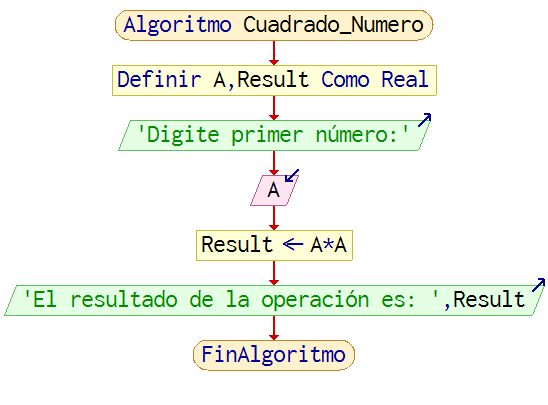 Algoritmo Cuadrado_Numero
Definir A,Result Como Real
'Digite primer número:'
A
Result ← A*A
'El resultado de la operación es: ',Result
FinAlgoritmo